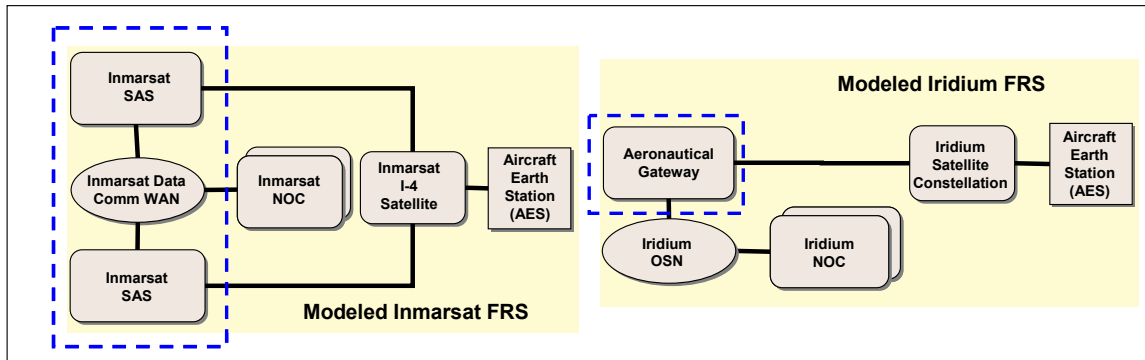 Inmarsat
SAS
Inmarsat Data
Comm WAN
Inmarsat
NOC
Inmarsat
I-4
Satellite
Aircraft
Earth
Station
(AES)
Inmarsat
SAS
Modeled Inmarsat FRS
Modeled Iridium FRS
Aeronautical
Gateway
Iridium
Satellite
Constellation
Aircraft
Earth
Station
(AES)
Iridium
OSN
Iridium
NOC